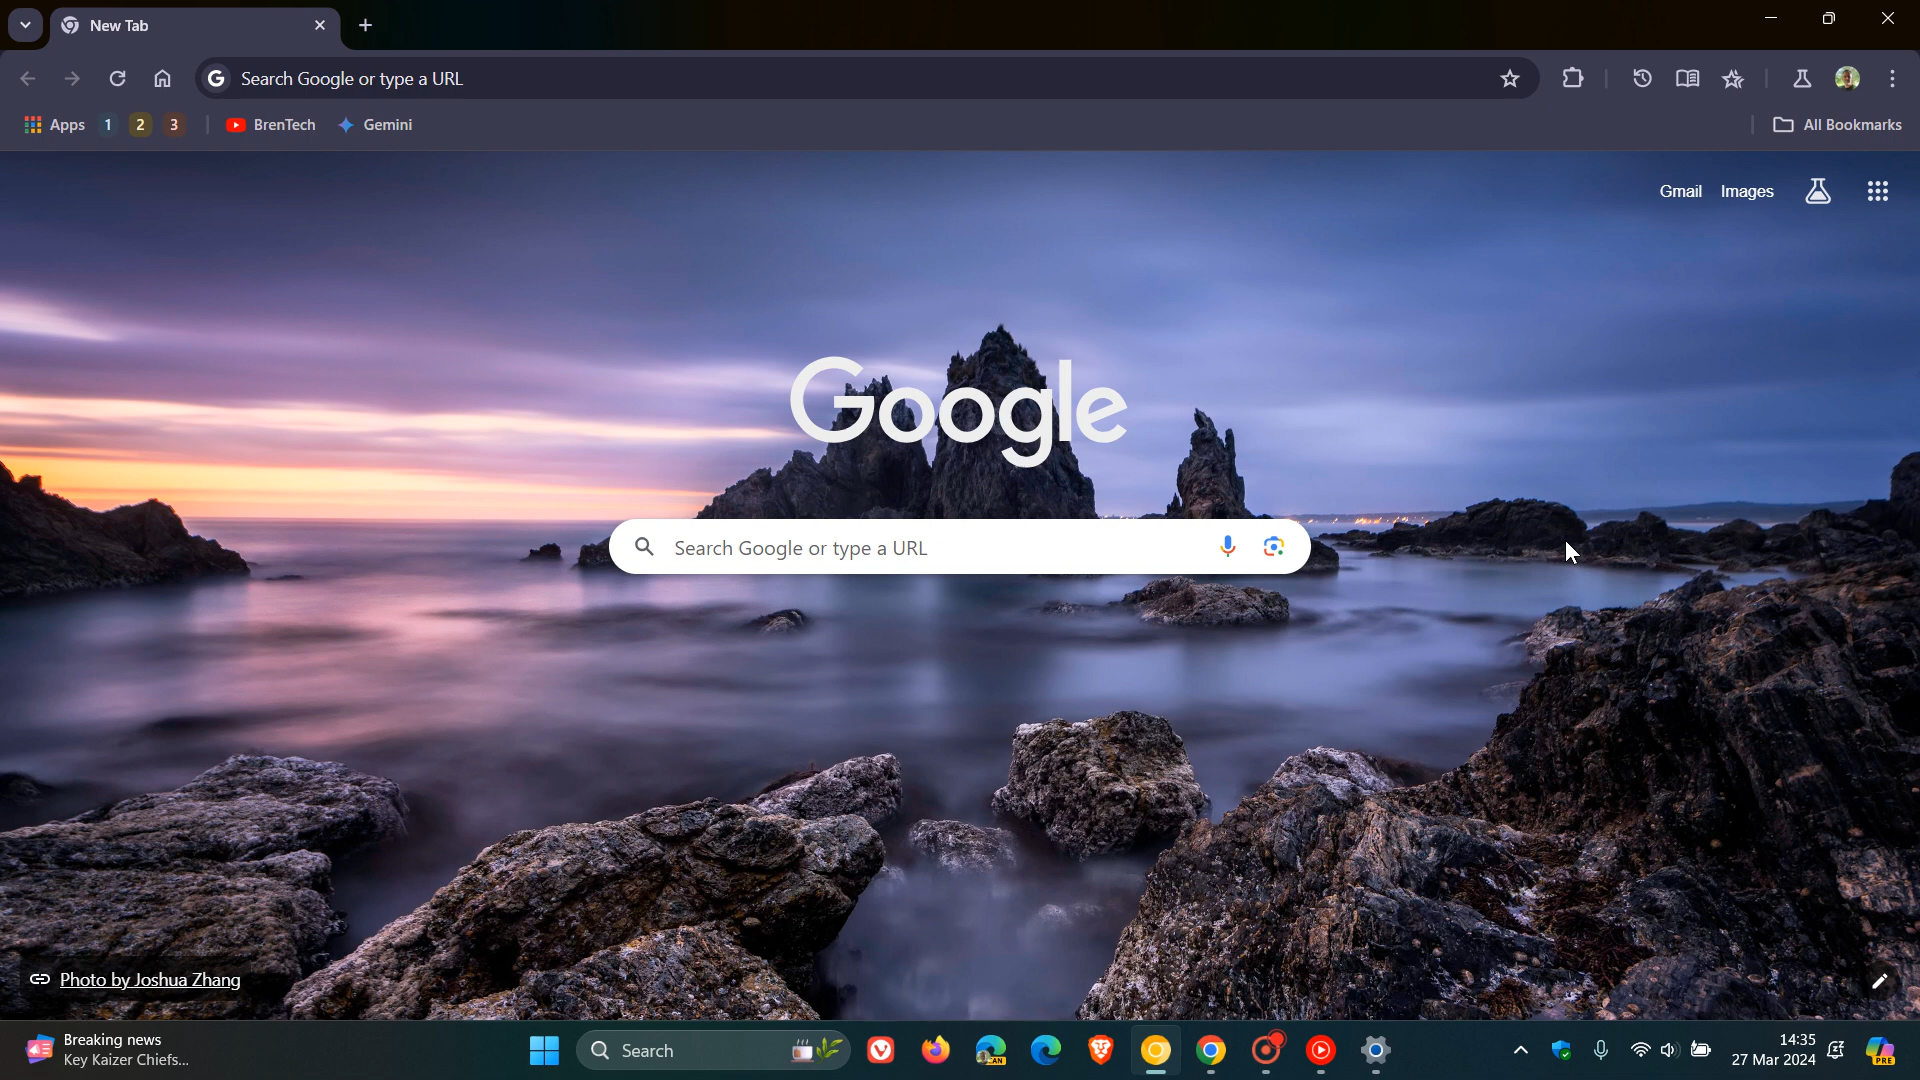 New Tab
Search Google or type a URL
Apps 1 2 3 BrenTech Gemini All Bookmarks
Gmail Images
Google
Search Google or type a URL
Photo by Joshua Zhang
Breaking news
Key Kaizer Chiefs...
Search
CAN
14:35
27 Mar 2024
PRE